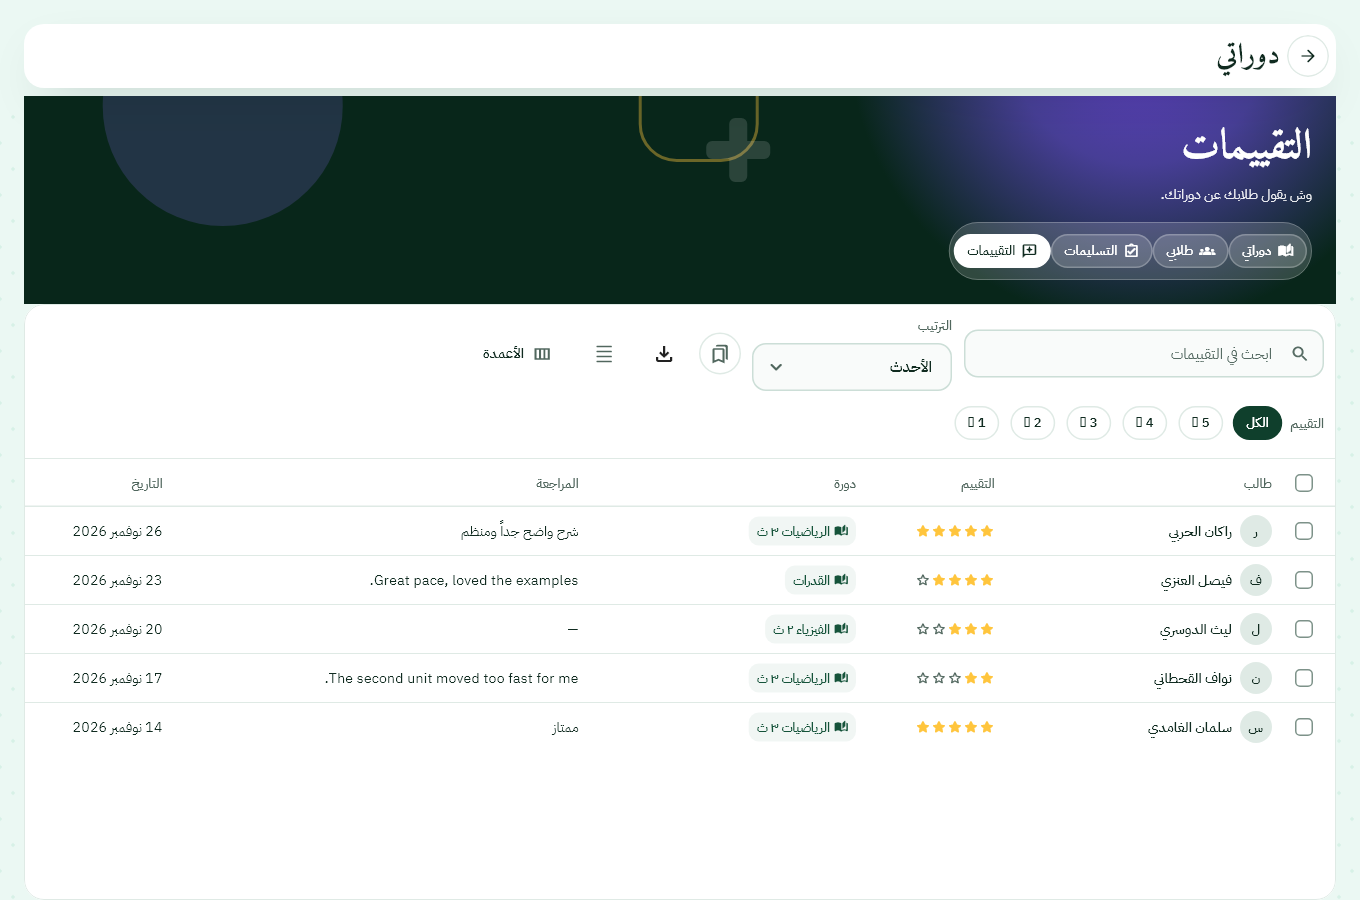 دوراتي
التقييمات
وش يقول طلابك عن دوراتك.
دوراتي طلابي التسليمات التقييمات
الترتيب
ابحث في التقييمات الأحدث الأعمدة
التقييم الكل 5 4 3 2 1
طالب التقييم دورة المراجعة التاريخ
ر راكان الحربي الرياضيات ٣ ث شرح واضح جداً ومنظم 26 نوفمبر 2026
ف فيصل العنزي القدرات Great pace, loved the examples. 23 نوفمبر 2026
ل ليث الدوسري الفيزياء ٢ ث — 20 نوفمبر 2026
ن نواف القحطاني الرياضيات ٣ ث The second unit moved too fast for me. 17 نوفمبر 2026
س سلمان الغامدي الرياضيات ٣ ث ممتاز 14 نوفمبر 2026